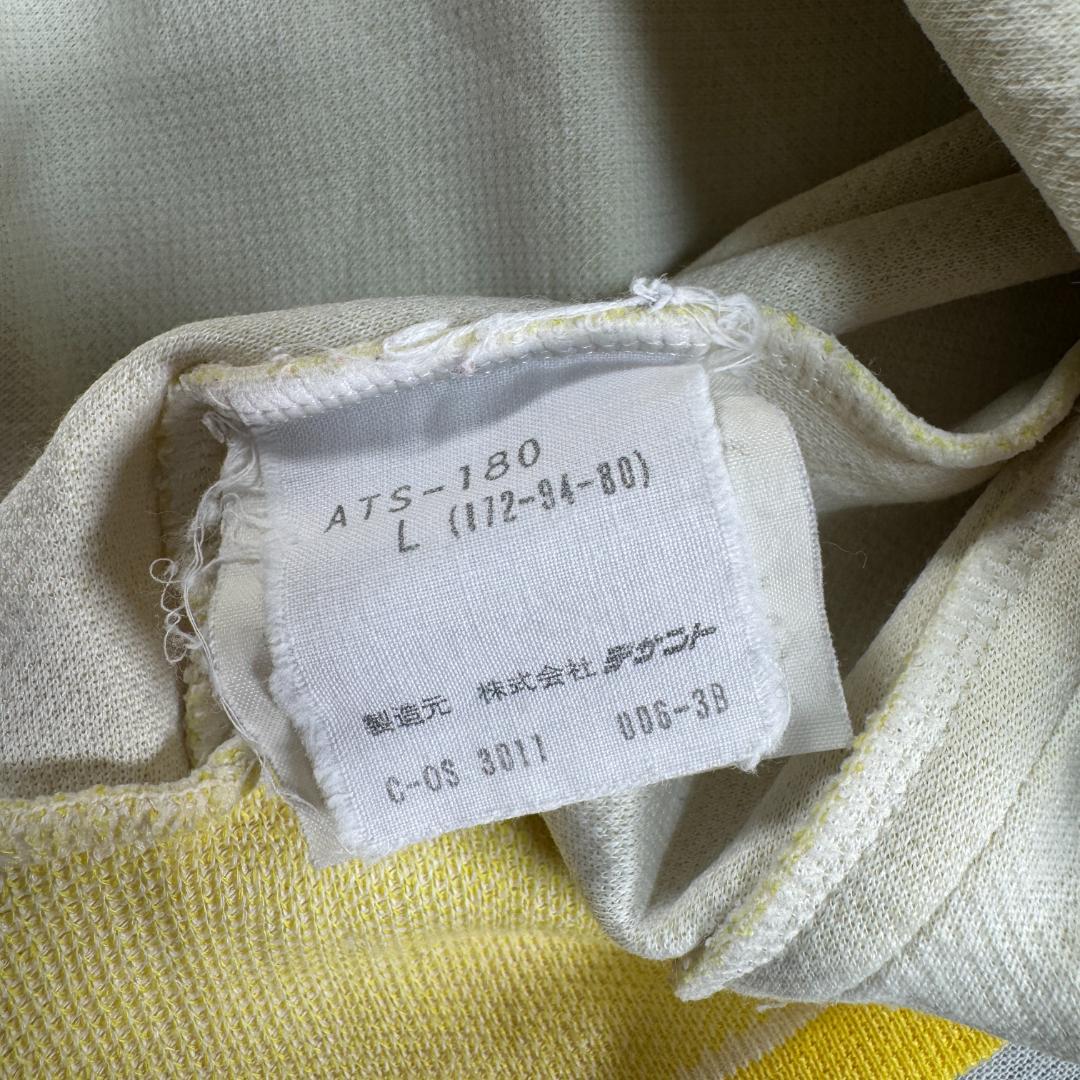 ATS-180
L (172-94-80)
製造元 株式会社 デサント
C-OS 3011 006-3B